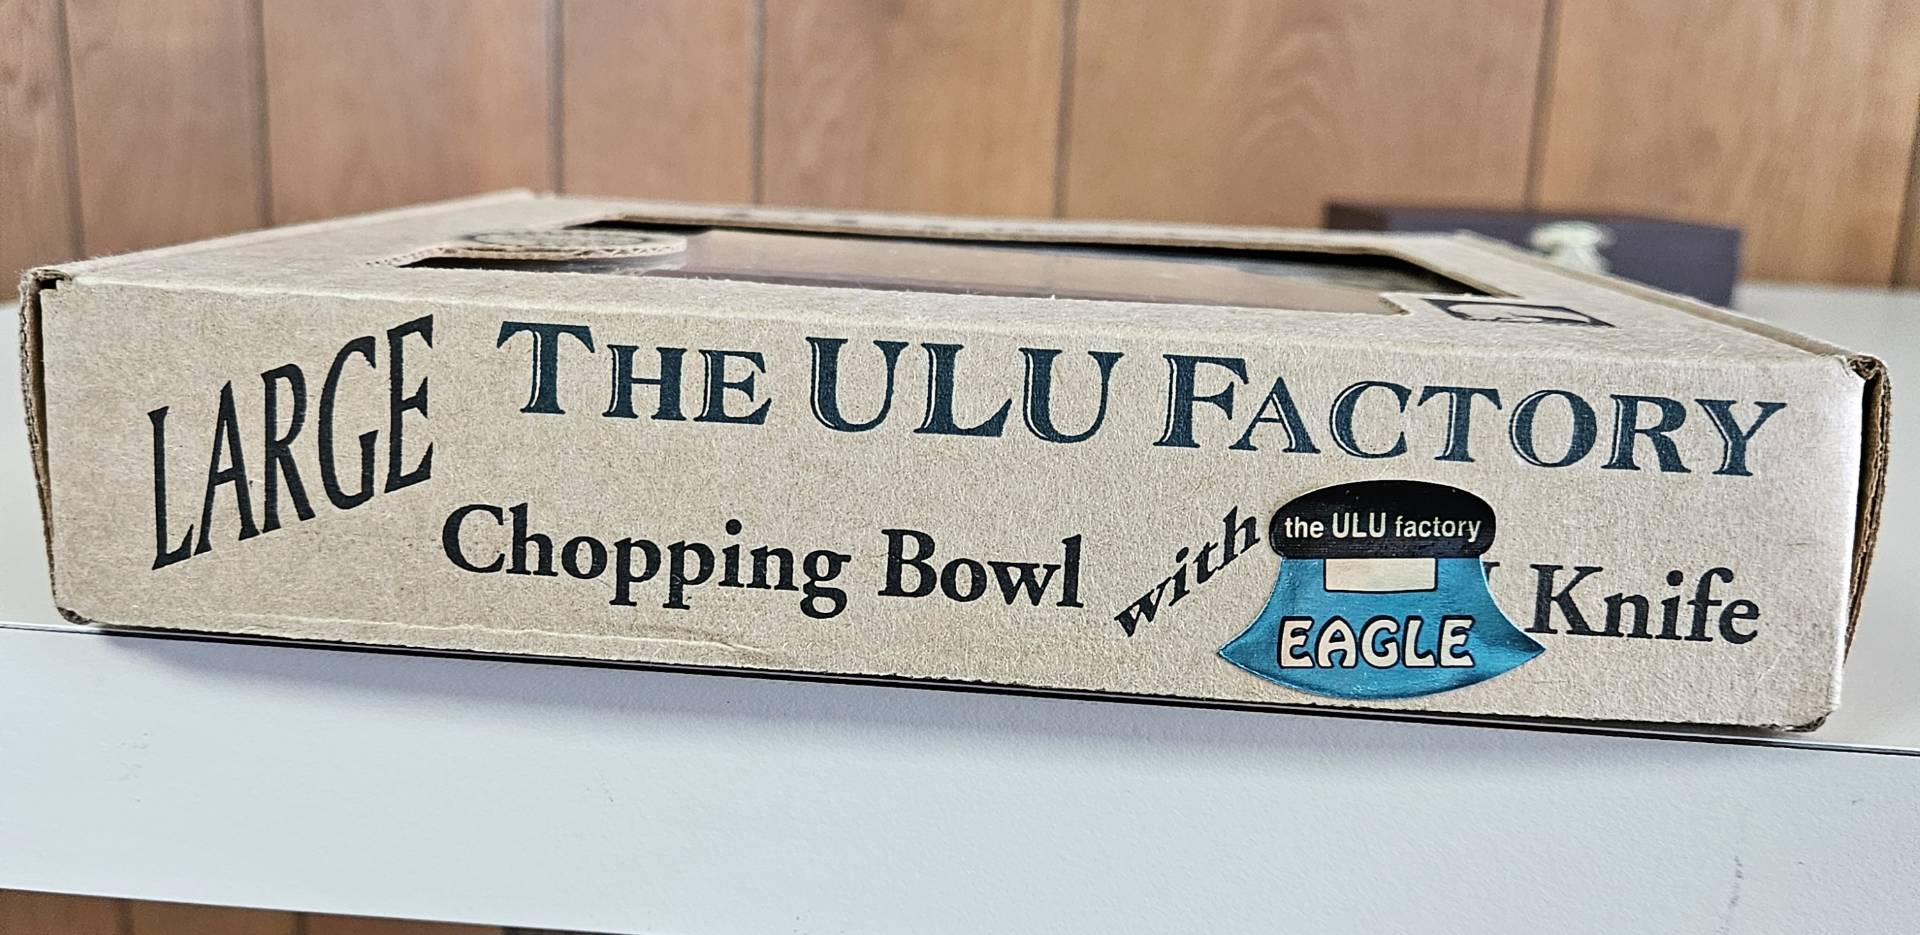 LARGE
THE ULU FACTORY
Chopping Bowl with
the ULU factory
EAGLE
Knife